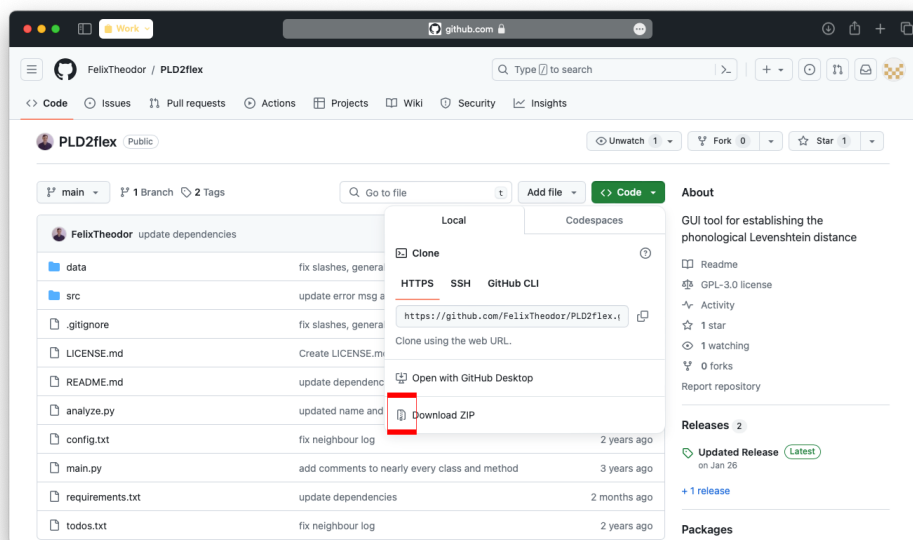 Work
github.com
FelixTheodor / PLD2flex
Type / to search
Code Issues Pull requests Actions Projects Wiki Security Insights
PLD2flex Public
Unwatch 1 Fork 0 Star 1
main 1 Branch 2 Tags Go to file t Add file Code
About
GUI tool for establishing the
phonological Levenshtein distance
Readme
GPL-3.0 license
Activity
1 star
1 watching
0 forks
Report repository
Releases 2
Updated Release Latest
on Jan 26
+ 1 release
Packages
Local Codespaces
Clone
HTTPS SSH GitHub CLI
https://github.com/FelixTheodor/PLD2flex.g
Clone using the web URL.
Open with GitHub Desktop
Download ZIP
FelixTheodor update dependencies
data fix slashes, genera
src update error msg a
.gitignore fix slashes, genera
LICENSE.md Create LICENSE.m
README.md update dependenc
analyze.py updated name and
config.txt fix neighbour log 2 years ago
main.py add comments to nearly every class and method 3 years ago
requirements.txt update dependencies 2 months ago
todos.txt fix neighbour log 2 years ago